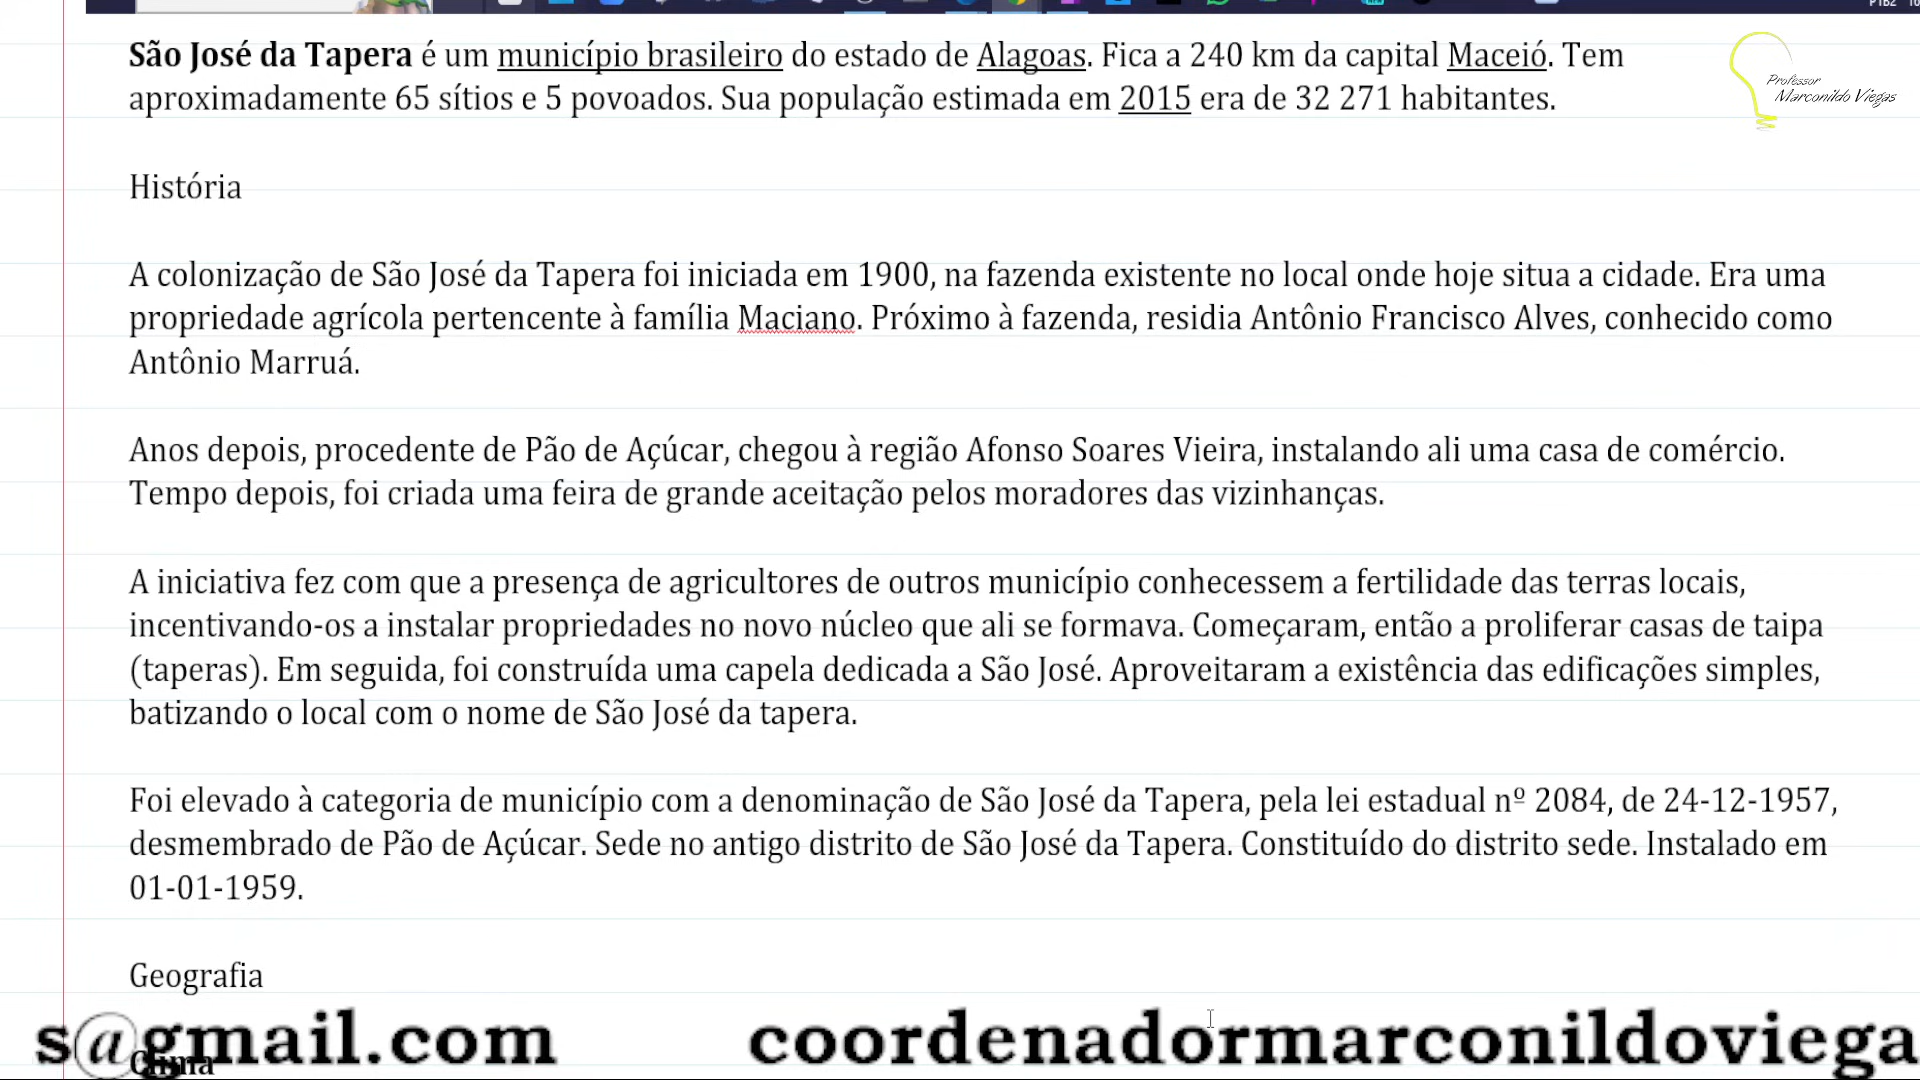 PTB2
São José da Tapera é um município brasileiro do estado de Alagoas. Fica a 240 km da capital Maceió. Tem
aproximadamente 65 sítios e 5 povoados. Sua população estimada em 2015 era de 32 271 habitantes.
Professor
Marconildo Viegas
História
A colonização de São José da Tapera foi iniciada em 1900, na fazenda existente no local onde hoje situa a cidade. Era uma
propriedade agrícola pertencente à família Maciano. Próximo à fazenda, residia Antônio Francisco Alves, conhecido como
Antônio Marruá.
Anos depois, procedente de Pão de Açúcar, chegou à região Afonso Soares Vieira, instalando ali uma casa de comércio.
Tempo depois, foi criada uma feira de grande aceitação pelos moradores das vizinhanças.
A iniciativa fez com que a presença de agricultores de outros município conhecessem a fertilidade das terras locais,
incentivando-os a instalar propriedades no novo núcleo que ali se formava. Começaram, então a proliferar casas de taipa
(taperas). Em seguida, foi construída uma capela dedicada a São José. Aproveitaram a existência das edificações simples,
batizando o local com o nome de São José da tapera.
Foi elevado à categoria de município com a denominação de São José da Tapera, pela lei estadual nº 2084, de 24-12-1957,
desmembrado de Pão de Açúcar. Sede no antigo distrito de São José da Tapera. Constituído do distrito sede. Instalado em
01-01-1959.
Geografia
s@gmail.com coordenadormarconildoviega
Clima